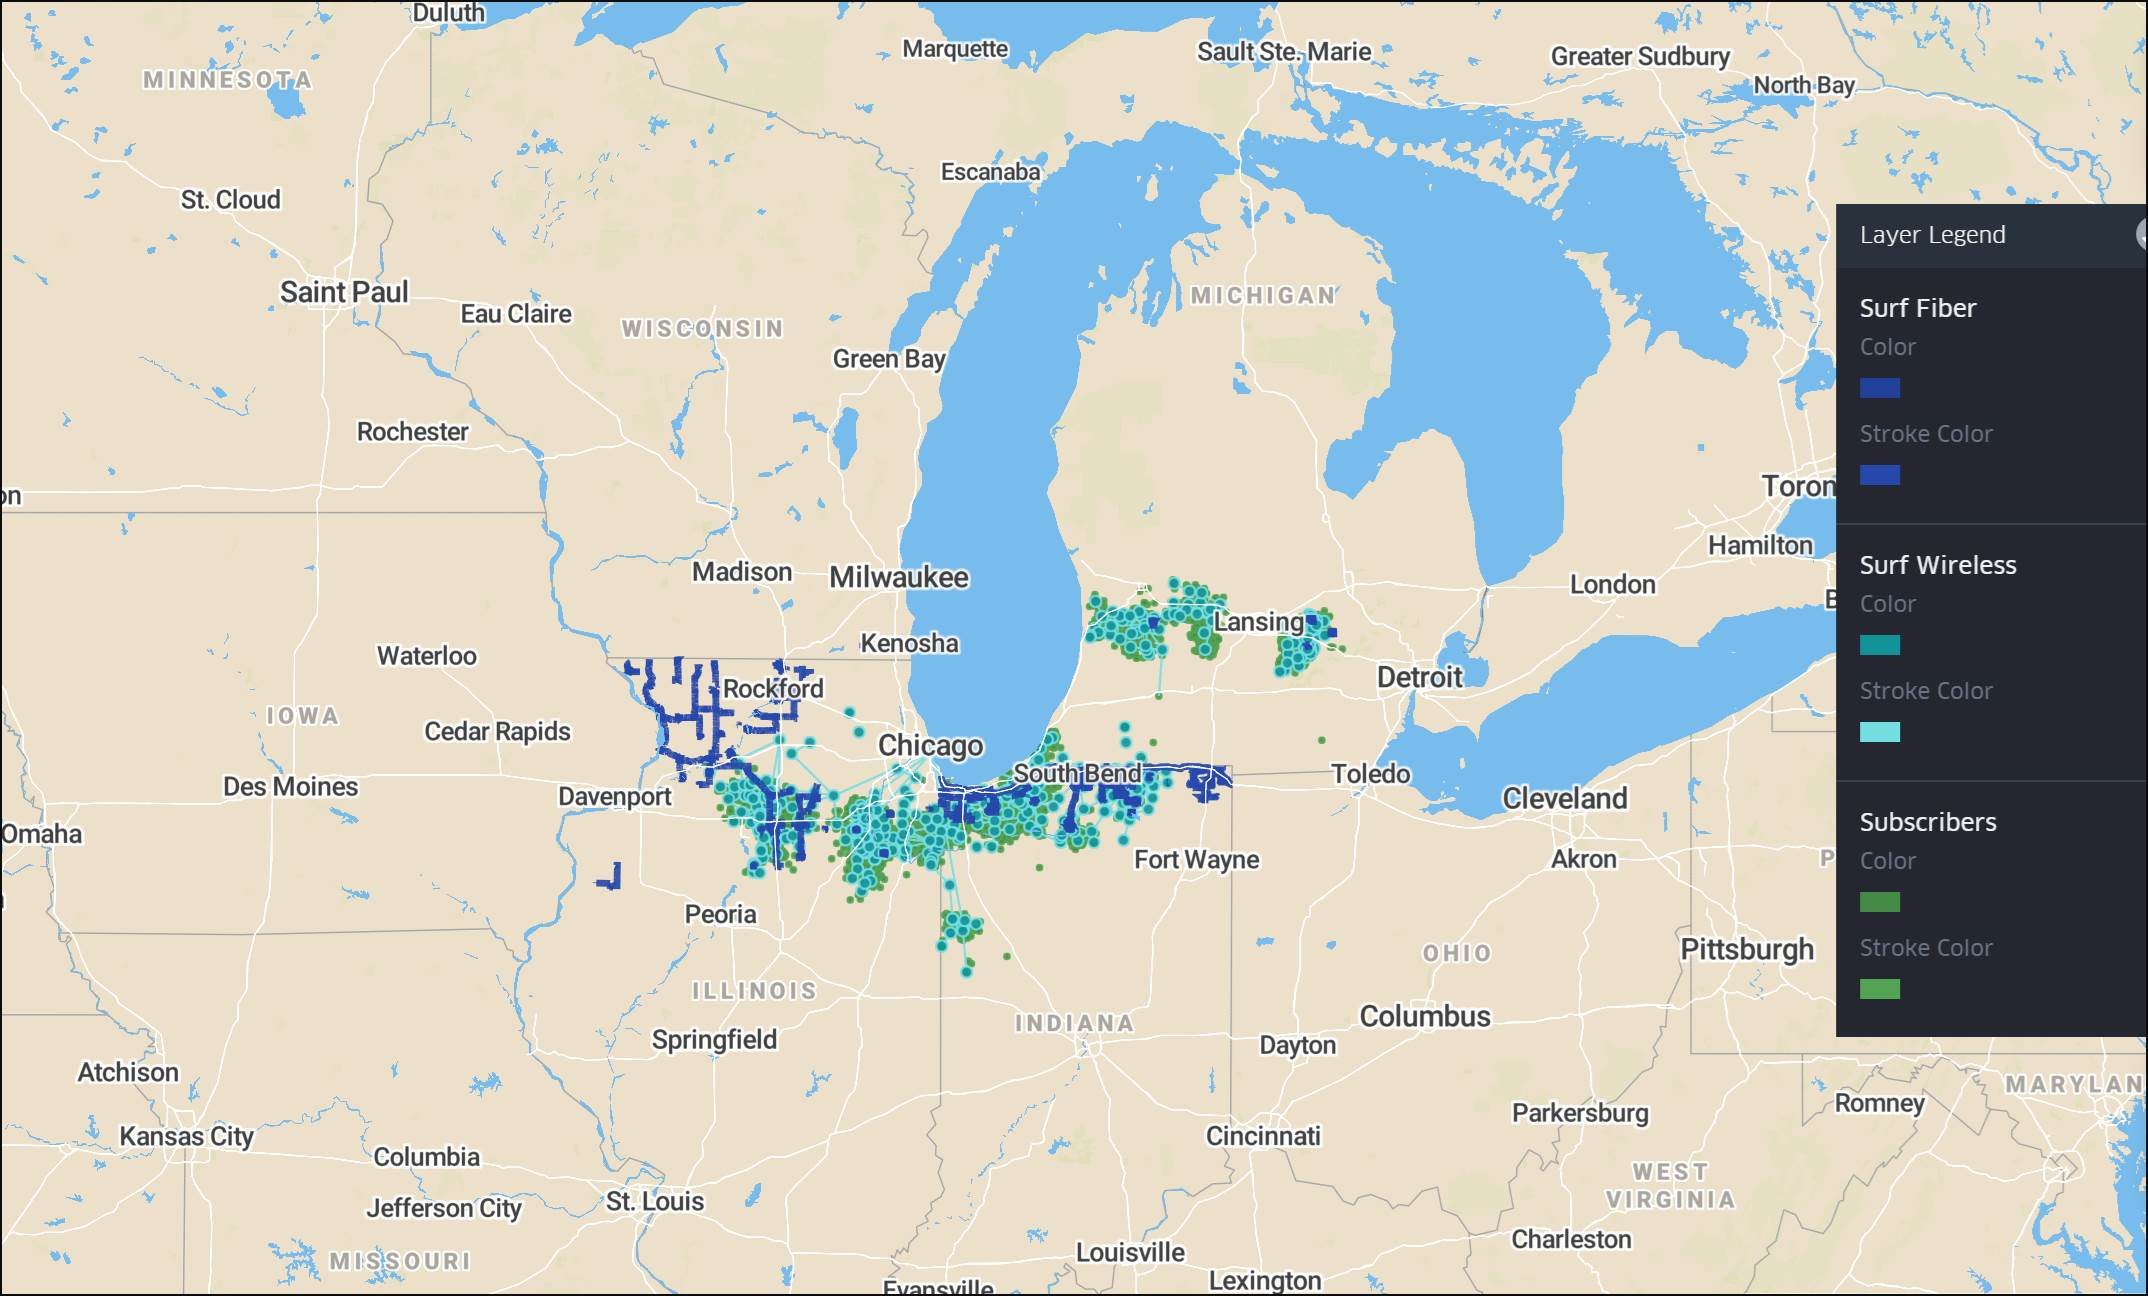 Duluth
Marquette
Sault Ste. Marie
Greater Sudbury
North Bay
MINNESOTA
Escanaba
St. Cloud
Layer Legend
Saint Paul
Eau Claire
WISCONSIN
MICHIGAN
Surf Fiber
Color
Green Bay
Rochester
Stroke Color
on
Toron
Hamilton
Madison
Milwaukee
London
Surf Wireless
Color
B
Lansing
Kenosha
Waterloo
Detroit
Rockford
Stroke Color
IOWA
Cedar Rapids
Chicago
South Bend
Toledo
Des Moines
Davenport
Cleveland
Subscribers
Omaha
Fort Wayne
Akron
P
Color
Peoria
OHIO
Pittsburgh
Stroke Color
ILLINOIS
INDIANA
Columbus
Springfield
Dayton
Atchison
MARYLAN
Romney
Parkersburg
Kansas City
Cincinnati
Columbia
WEST
VIRGINIA
Jefferson City
St. Louis
Charleston
MISSOURI
Louisville
Lexington
Evansville